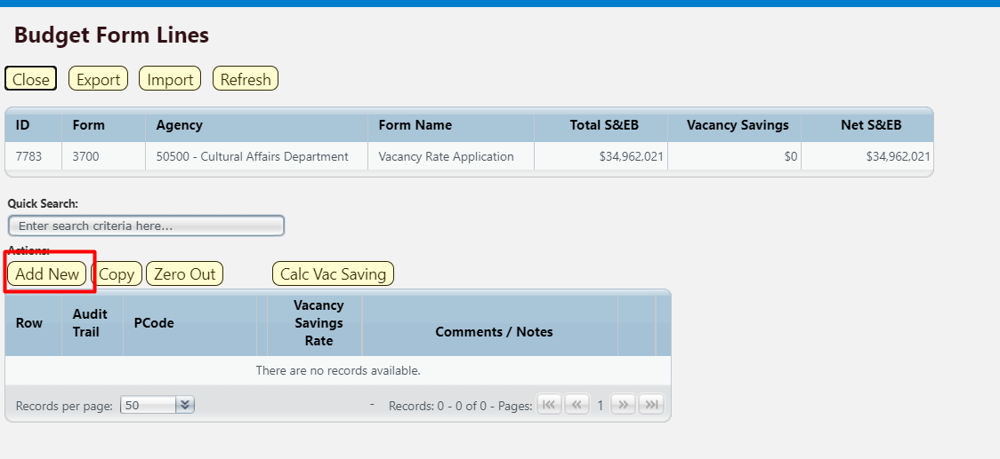 Budget Form Lines
Close Export Import Refresh
ID Form Agency Form Name Total S&EB Vacancy Savings Net S&EB
7783 3700 50500 - Cultural Affairs Department Vacancy Rate Application $34,962,021 $0 $34,962,021
Quick Search:
Enter search criteria here...
Actions:
Add New Copy Zero Out Calc Vac Saving
Row Audit Trail PCode Vacancy Savings Rate Comments / Notes
There are no records available.
Records per page: 50 - Records: 0 - 0 of 0 - Pages: 1